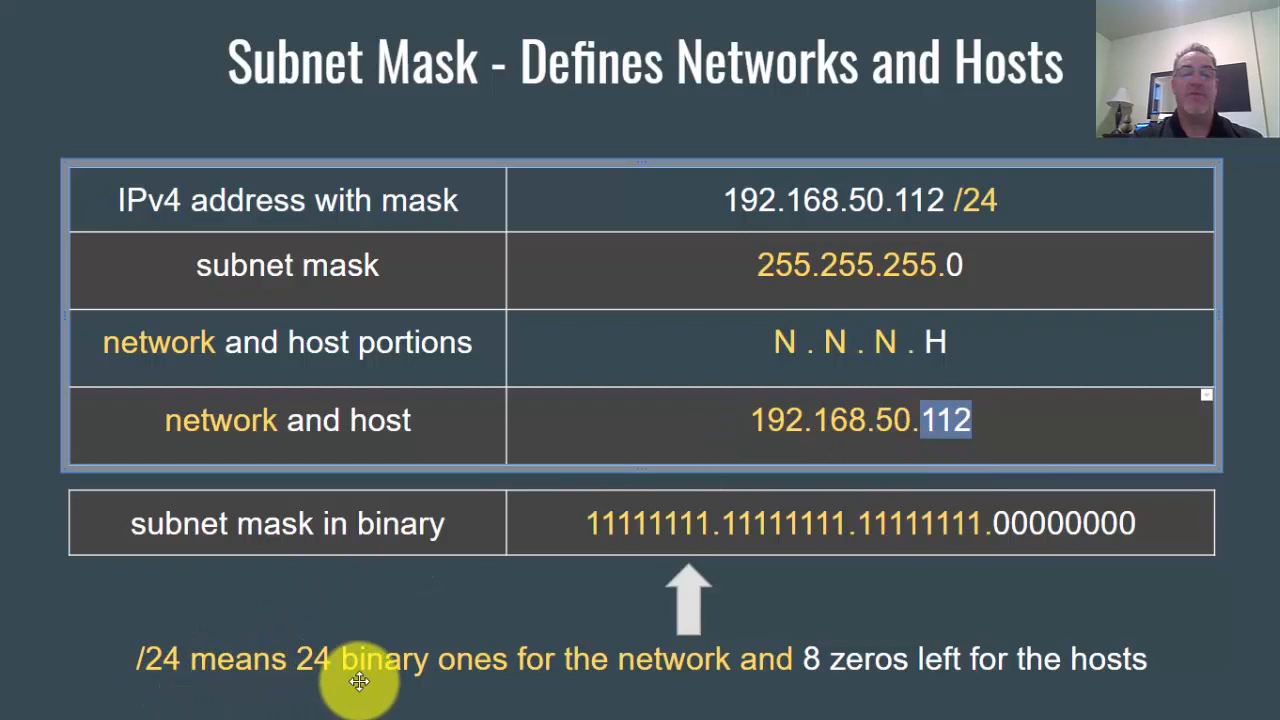 Subnet Mask - Defines Networks and Hosts
IPv4 address with mask 192.168.50.112 /24
subnet mask 255.255.255.0
network and host portions N . N . N . H
network and host 192.168.50.112
subnet mask in binary 11111111.11111111.11111111.00000000
/24 means 24 binary ones for the network and 8 zeros left for the hosts